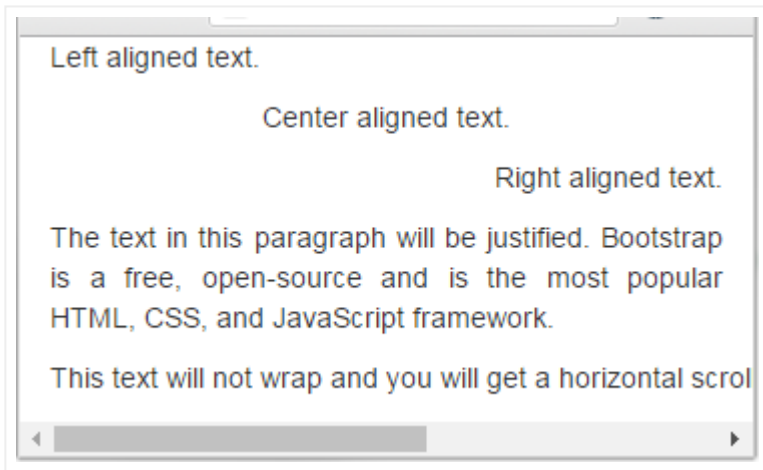 Left aligned text.
Center aligned text.
Right aligned text.
The text in this paragraph will be justified. Bootstrap
is a free, open-source and is the most popular
HTML, CSS, and JavaScript framework.
This text will not wrap and you will get a horizontal scrol